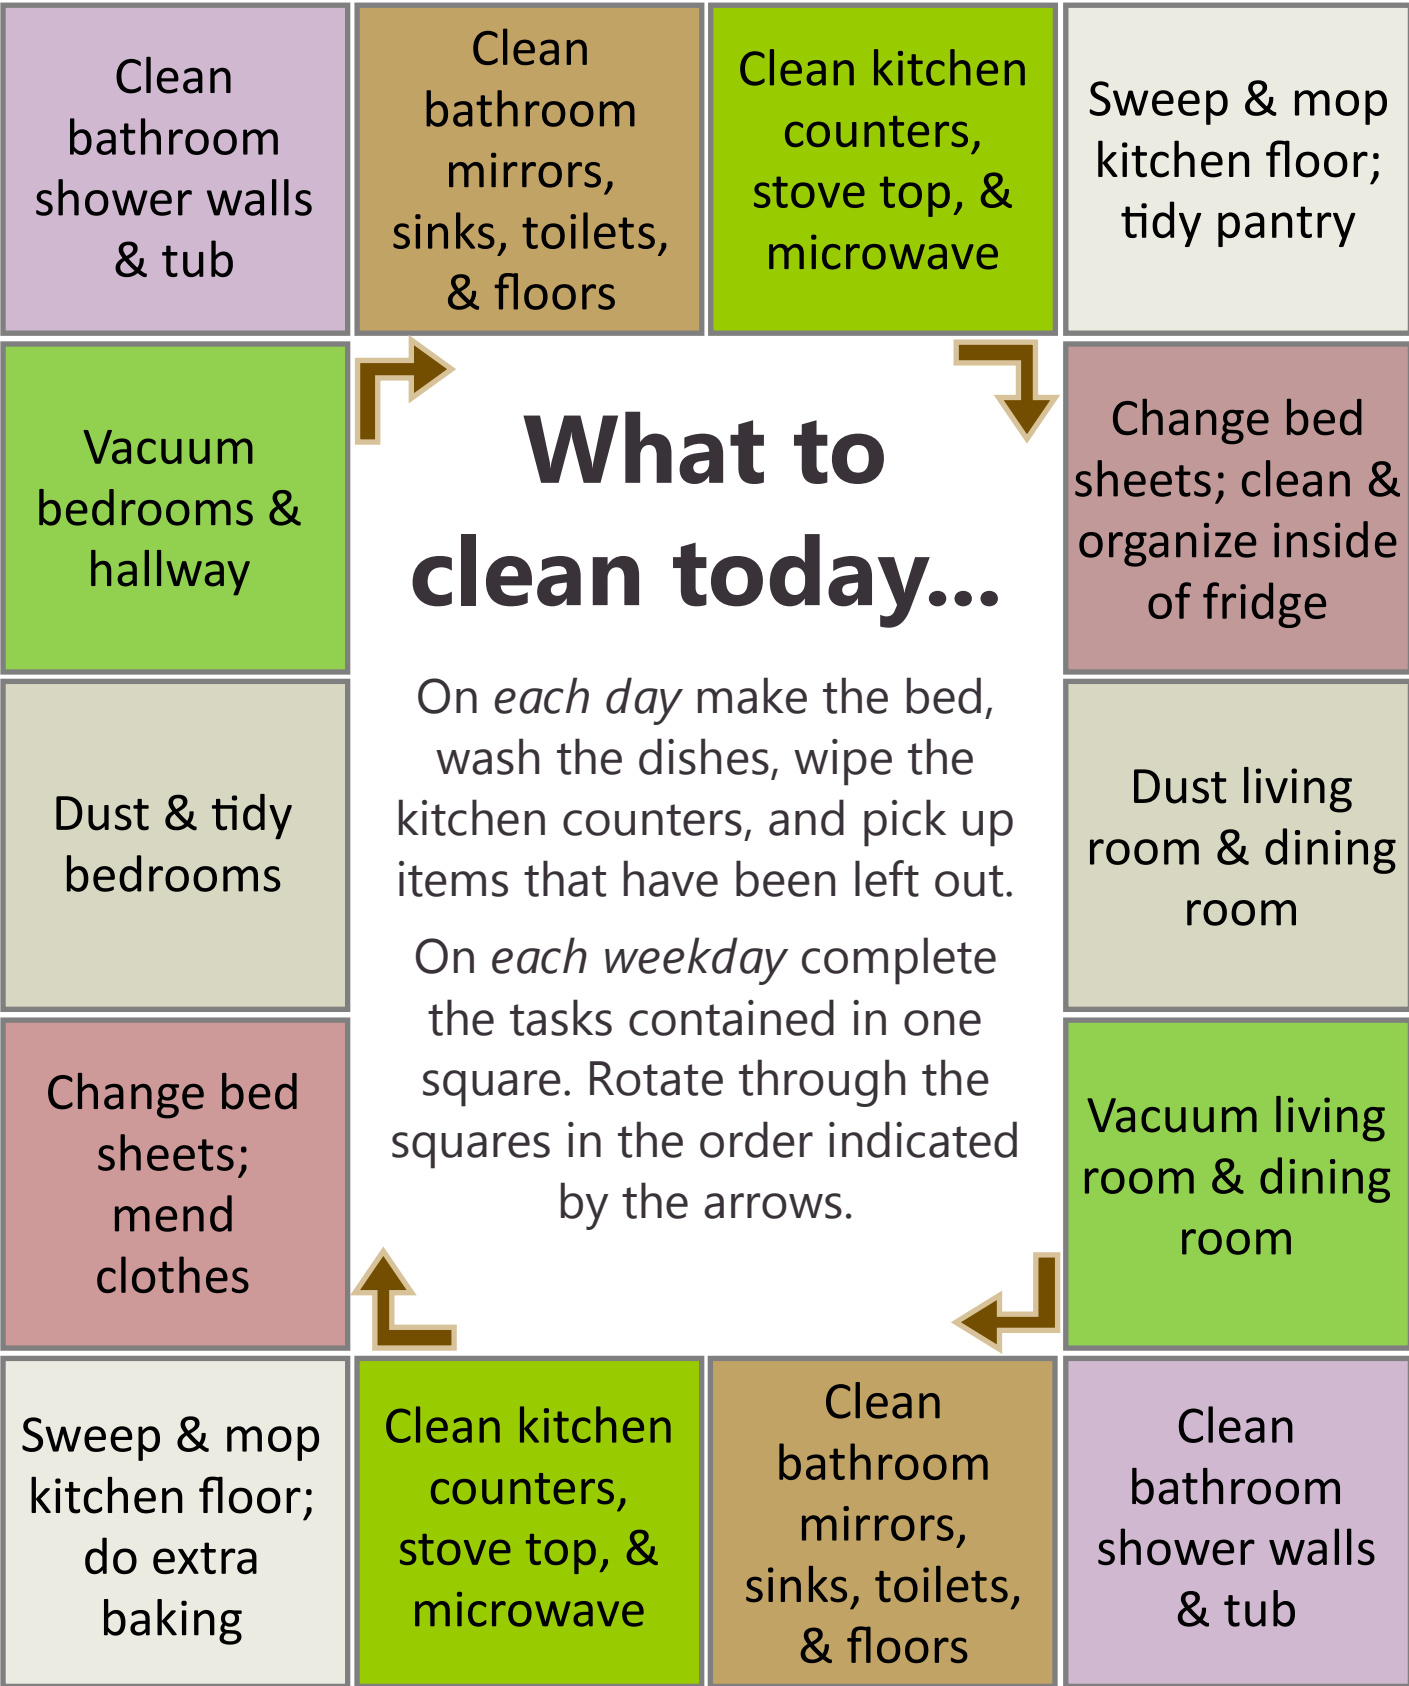 Clean
bathroom
shower walls
& tub
Clean
bathroom
mirrors,
sinks, toilets,
& floors
Clean kitchen
counters,
stove top, &
microwave
Sweep & mop
kitchen floor;
tidy pantry
Change bed
sheets; clean &
organize inside
of fridge
Dust living
room & dining
room
Vacuum living
room & dining
room
Clean
bathroom
shower walls
& tub
Clean
bathroom
mirrors,
sinks, toilets,
& floors
Clean kitchen
counters,
stove top, &
microwave
Sweep & mop
kitchen floor;
do extra
baking
Change bed
sheets;
mend
clothes
Dust & tidy
bedrooms
Vacuum
bedrooms &
hallway
What to
clean today...
On each day make the bed,
wash the dishes, wipe the
kitchen counters, and pick up
items that have been left out.
On each weekday complete
the tasks contained in one
square. Rotate through the
squares in the order indicated
by the arrows.